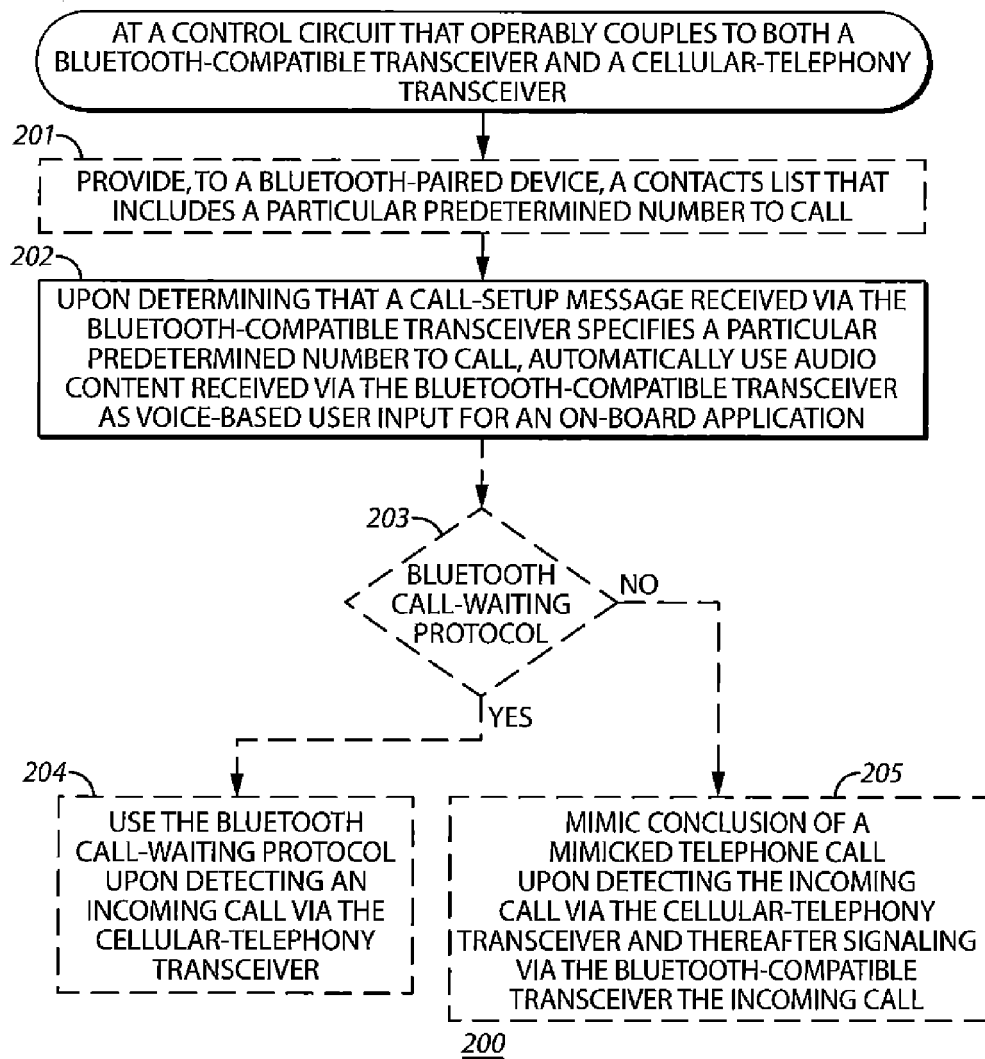 AT A CONTROL CIRCUIT THAT OPERABLY COUPLES TO BOTH A
BLUETOOTH-COMPATIBLE TRANSCEIVER AND A CELLULAR-TELEPHONY
TRANSCEIVER
201
PROVIDE, TO A BLUETOOTH-PAIRED DEVICE, A CONTACTS LIST THAT
INCLUDES A PARTICULAR PREDETERMINED NUMBER TO CALL
202
UPON DETERMINING THAT A CALL-SETUP MESSAGE RECEIVED VIA THE
BLUETOOTH-COMPATIBLE TRANSCEIVER SPECIFIES A PARTICULAR
PREDETERMINED NUMBER TO CALL, AUTOMATICALLY USE AUDIO
CONTENT RECEIVED VIA THE BLUETOOTH-COMPATIBLE TRANSCEIVER
AS VOICE-BASED USER INPUT FOR AN ON-BOARD APPLICATION
203
BLUETOOTH
CALL-WAITING
PROTOCOL
NO
YES
204
USE THE BLUETOOTH
CALL-WAITING PROTOCOL
UPON DETECTING AN
INCOMING CALL VIA THE
CELLULAR-TELEPHONY
TRANSCEIVER
205
MIMIC CONCLUSION OF A
MIMICKED TELEPHONE CALL
UPON DETECTING THE INCOMING
CALL VIA THE CELLULAR-TELEPHONY
TRANSCEIVER AND THEREAFTER SIGNALING
VIA THE BLUETOOTH-COMPATIBLE
TRANSCEIVER THE INCOMING CALL
200